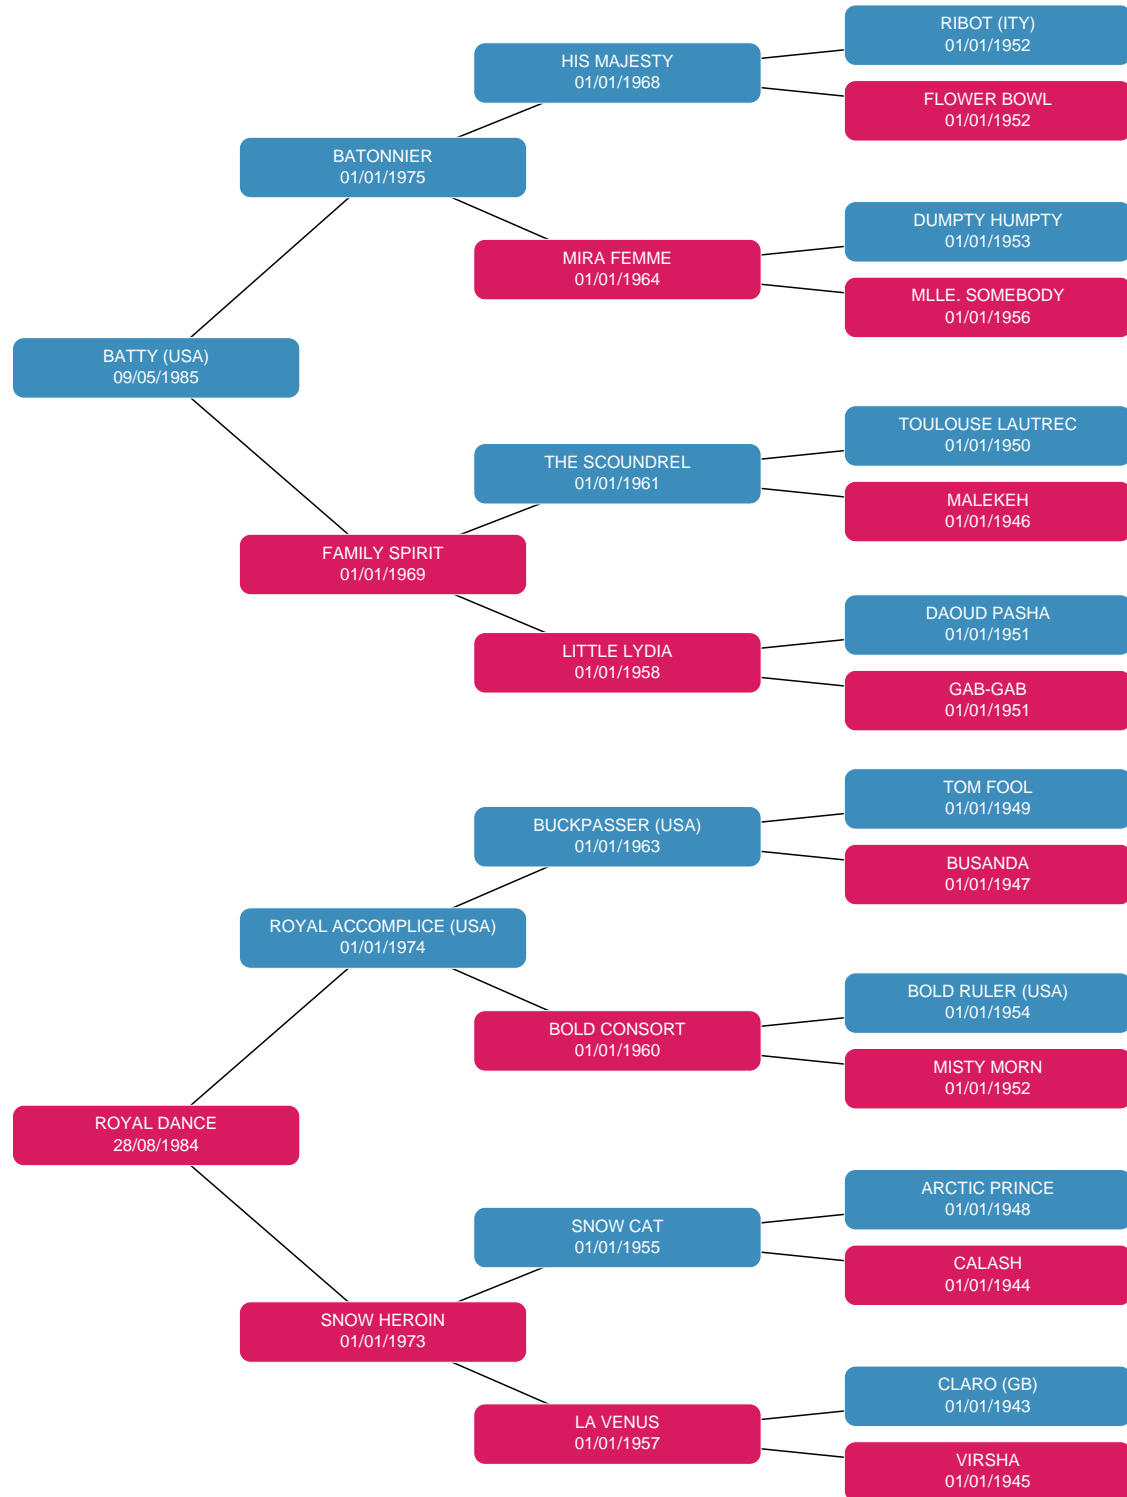 RIBOT (ITY)
01/01/1952
HIS MAJESTY
01/01/1968
FLOWER BOWL
01/01/1952
BATONNIER
01/01/1975
DUMPTY HUMPTY
01/01/1953
MIRA FEMME
01/01/1964
MLLE. SOMEBODY
01/01/1956
BATTY (USA)
09/05/1985
TOULOUSE LAUTREC
01/01/1950
THE SCOUNDREL
01/01/1961
MALEKEH
01/01/1946
FAMILY SPIRIT
01/01/1969
DAOUD PASHA
01/01/1951
LITTLE LYDIA
01/01/1958
GAB-GAB
01/01/1951
TOM FOOL
01/01/1949
BUCKPASSER (USA)
01/01/1963
BUSANDA
01/01/1947
ROYAL ACCOMPLICE (USA)
01/01/1974
BOLD RULER (USA)
01/01/1954
BOLD CONSORT
01/01/1960
MISTY MORN
01/01/1952
ROYAL DANCE
28/08/1984
ARCTIC PRINCE
01/01/1948
SNOW CAT
01/01/1955
CALASH
01/01/1944
SNOW HEROIN
01/01/1973
CLARO (GB)
01/01/1943
LA VENUS
01/01/1957
VIRSHA
01/01/1945